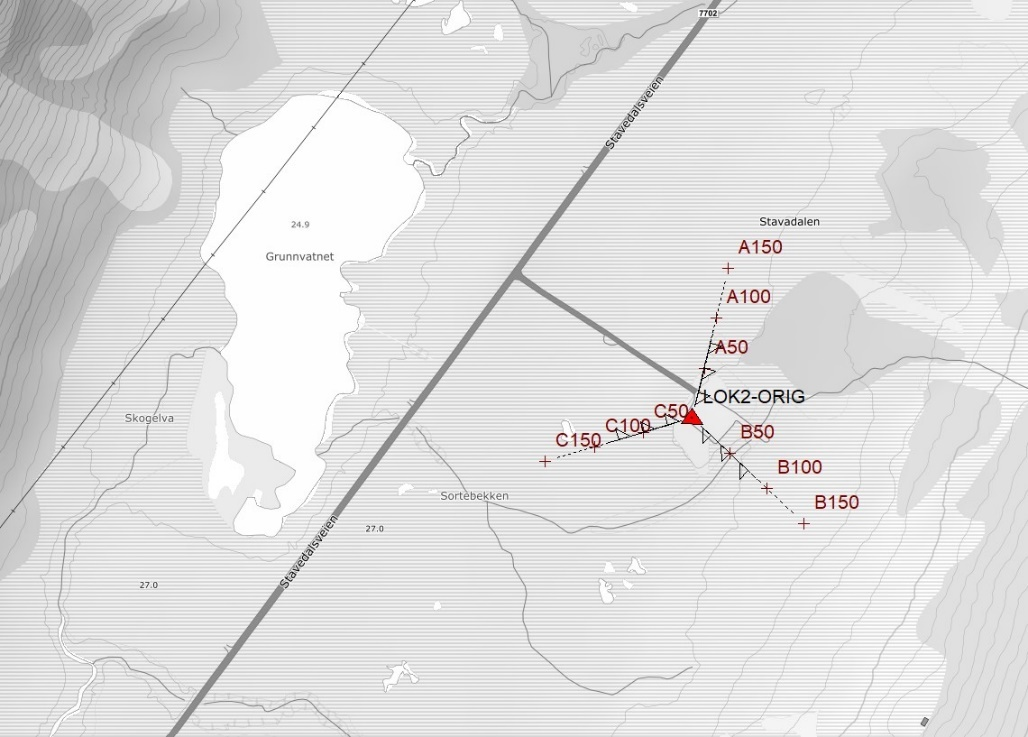 7702
Stavedalsveien
Stavadalen
24.9
Grunnvatnet
A150
A100
A50
LOK2-ORIG
C50
C100
C150
B50
B100
B150
Skogelva
Sortebekken
27.0
Stavedalsveien
27.0